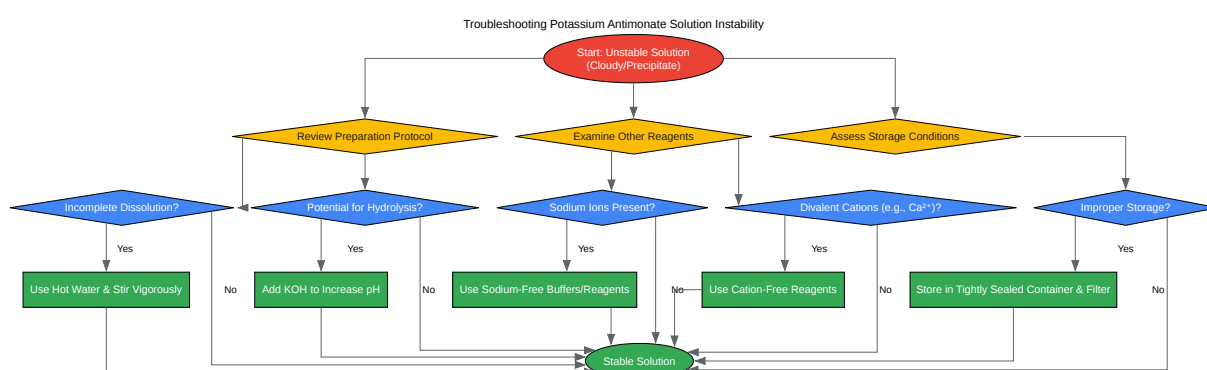 Troubleshooting Potassium Antimonate Solution Instability
Start: Unstable Solution
(Cloudy/Precipitate)
Review Preparation Protocol
Examine Other Reagents
Assess Storage Conditions
Incomplete Dissolution?
Potential for Hydrolysis?
Sodium Ions Present?
Divalent Cations (e.g., Ca²⁺)?
Improper Storage?
Yes
Yes
Yes
Yes
Yes
Use Hot Water & Stir Vigorously
No
Add KOH to Increase pH
No
Use Sodium-Free Buffers/Reagents
No
Use Cation-Free Reagents
No
Store in Tightly Sealed Container & Filter
No
Stable Solution